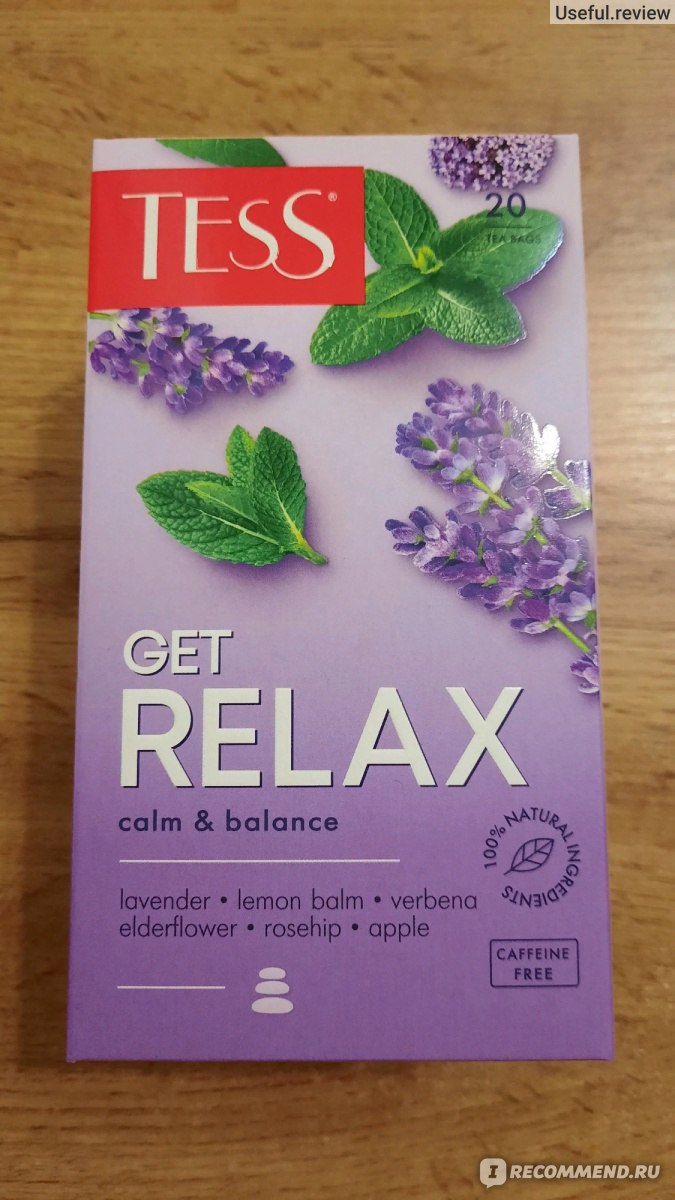 Useful.review
TESS®
20
TEA BAGS
GET
RELAX
calm & balance
100% NATURAL INGREDIENTS
lavender • lemon balm • verbena
elderflower • rosehip • apple
CAFFEINE
FREE
IRECOMMEND.RU